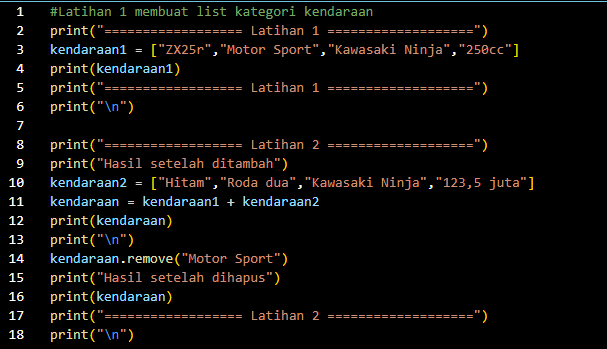 1 #Latihan 1 membuat list kategori kendaraan
2 print("================== Latihan 1 ===================")
3 kendaraan1 = ["ZX25r","Motor Sport","Kawasaki Ninja","250cc"]
4 print(kendaraan1)
5 print("================== Latihan 1 ===================")
6 print("\n")
7
8 print("================== Latihan 2 ===================")
9 print("Hasil setelah ditambah")
10 kendaraan2 = ["Hitam","Roda dua","Kawasaki Ninja","123,5 juta"]
11 kendaraan = kendaraan1 + kendaraan2
12 print(kendaraan)
13 print("\n")
14 kendaraan.remove("Motor Sport")
15 print("Hasil setelah dihapus")
16 print(kendaraan)
17 print("================== Latihan 2 ===================")
18 print("\n")